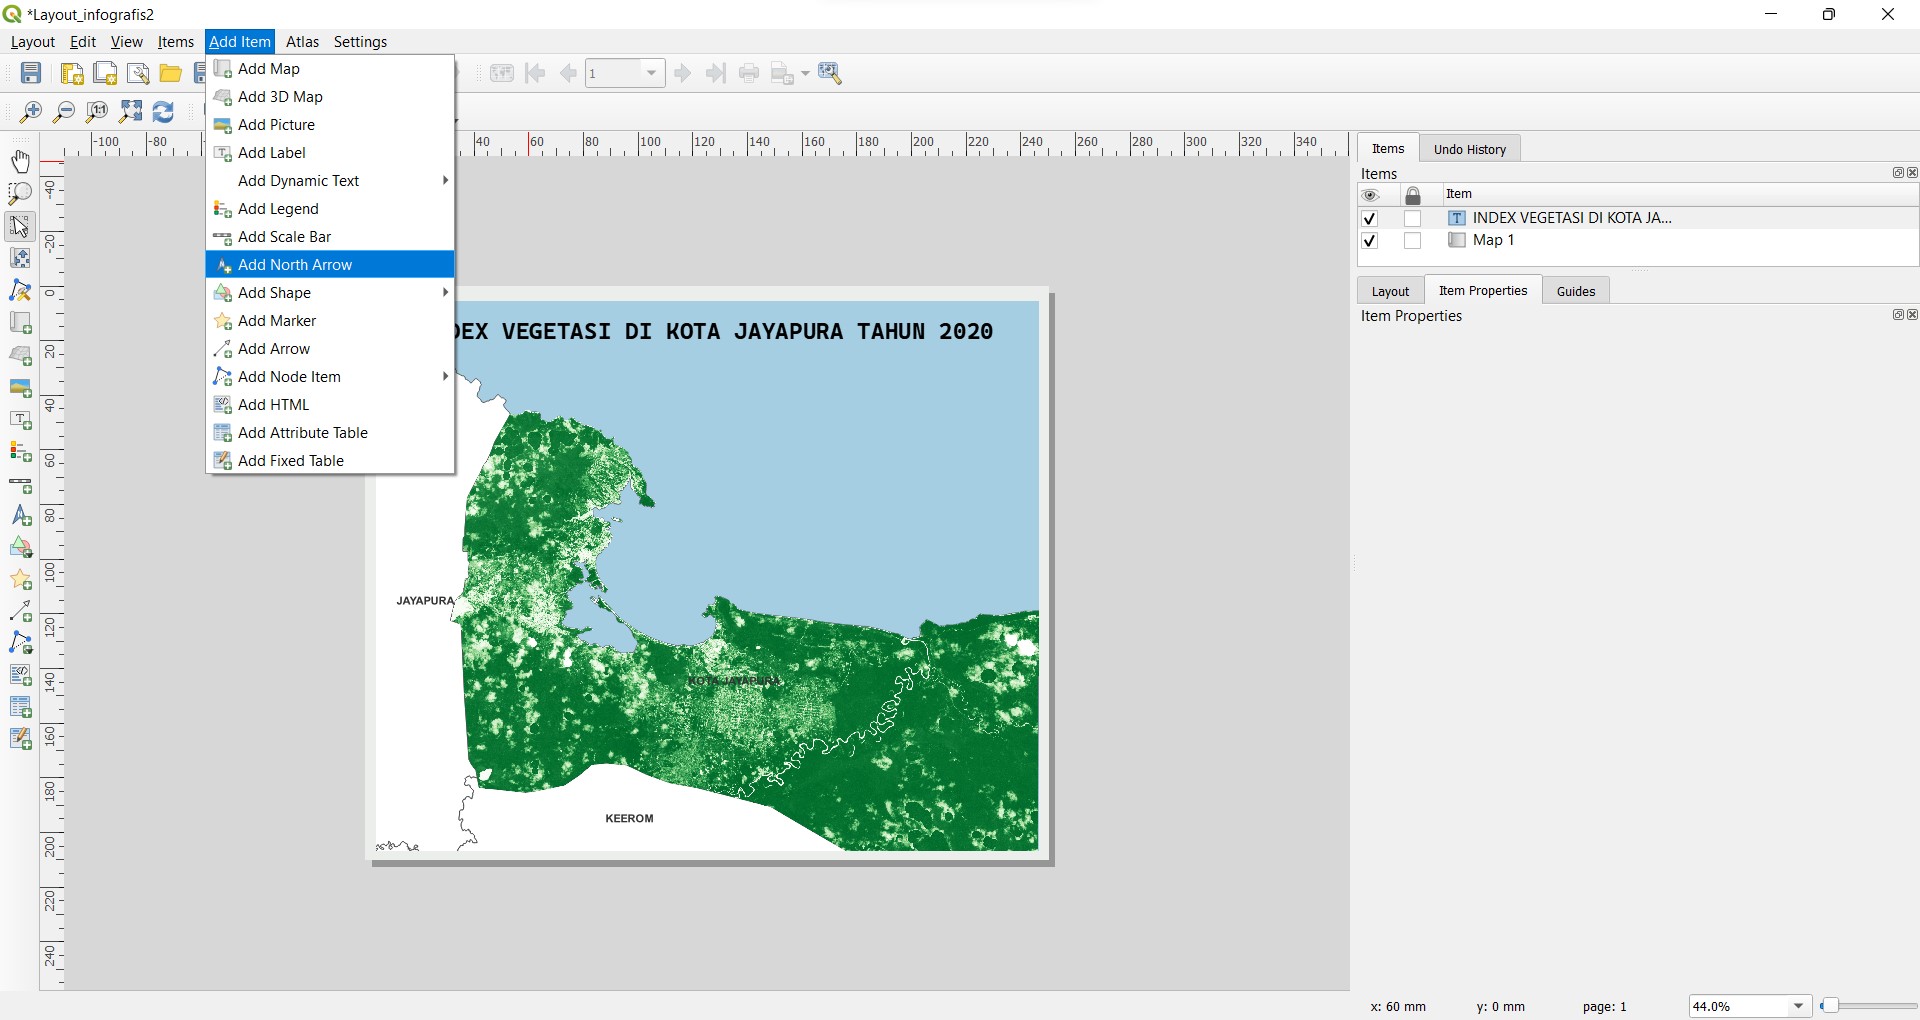 *Layout_infografis2
Layout Edit View Items Add Item Atlas Settings
Add Map
Add 3D Map
Add Picture
Add Label
Add Dynamic Text
Add Legend
Add Scale Bar
Add North Arrow
Add Shape
Add Marker
Add Arrow
Add Node Item
Add HTML
Add Attribute Table
Add Fixed Table
1
-100 -80 40 60 80 100 120 140 160 180 200 220 240 260 280 300 320 340
-40
-20
0
20
40
60
80
100
120
140
160
180
200
220
240
DEX VEGETASI DI KOTA JAYAPURA TAHUN 2020
JAYAPURA
KOTA JAYAPURA
KEEROM
Items Undo History
Items
Item
INDEX VEGETASI DI KOTA JA...
Map 1
Layout Item Properties Guides
Item Properties
x: 60 mm y: 0 mm page: 1 44.0%